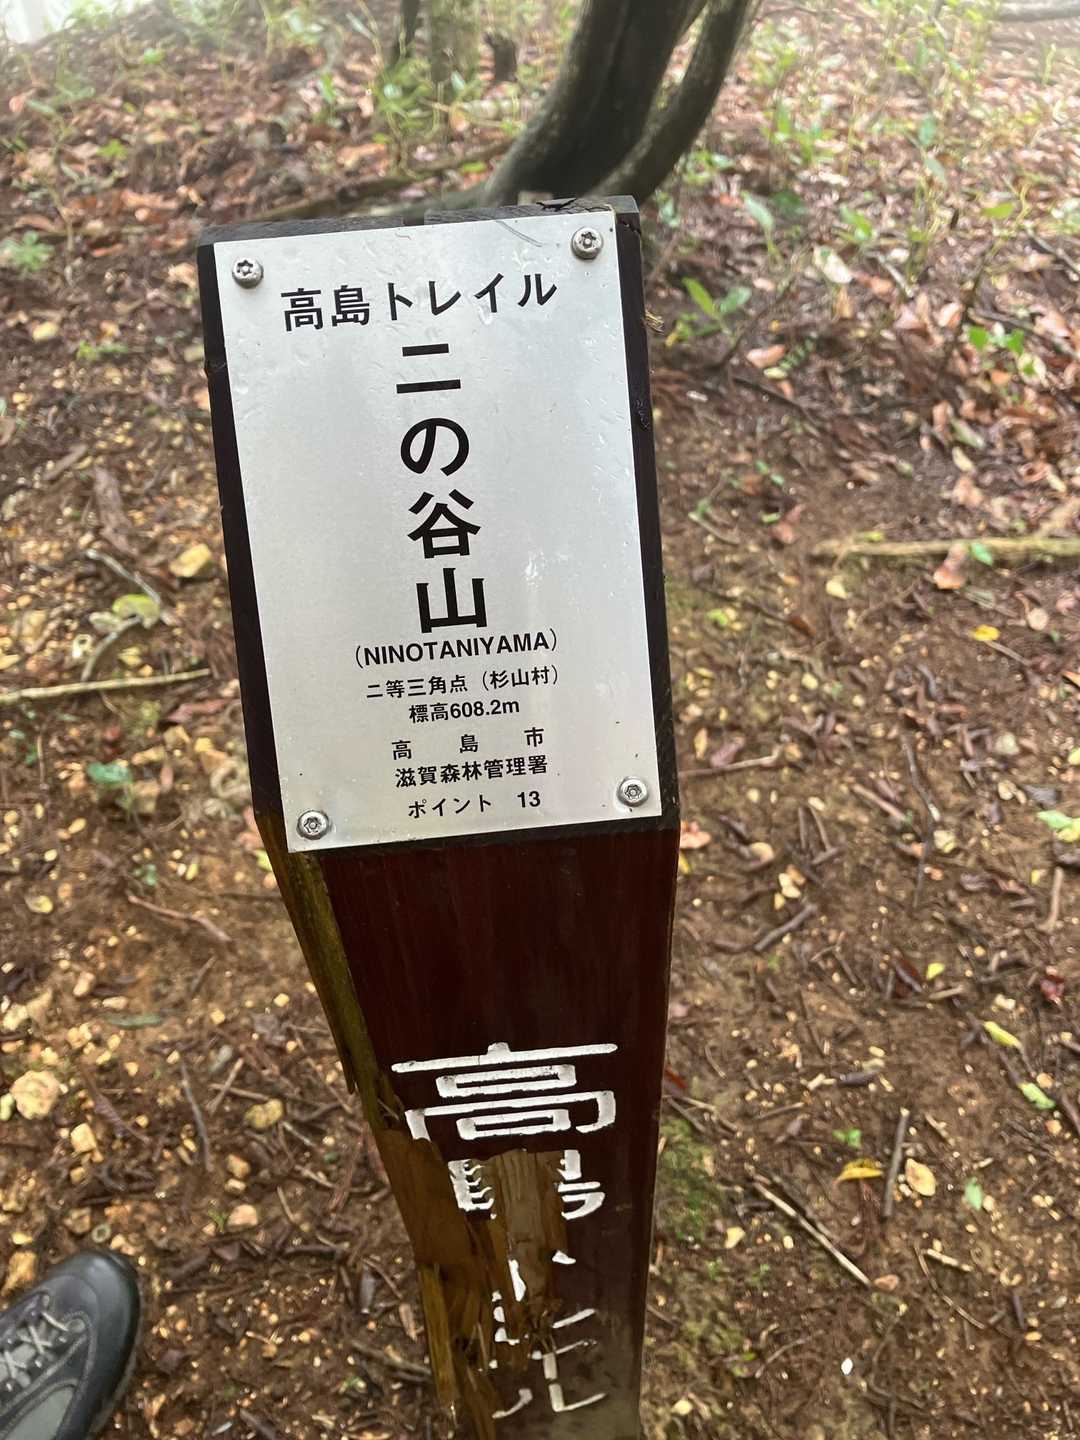 高島トレイル
二の谷山
(NINOTANIYAMA)
二等三角点（杉山村）
標高608.2m
高島市
滋賀森林管理署
ポイント 13
高島